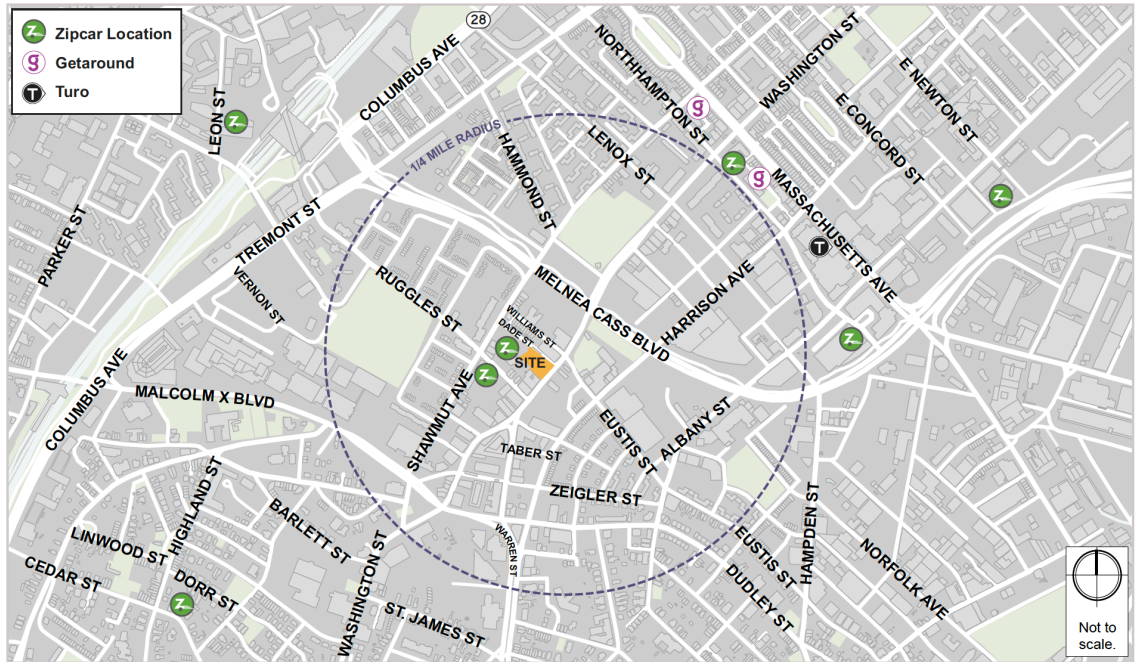 Zipcar Location
g Getaround
T Turo
28
COLUMBUS AVE
NORTHHAMPTON ST
WASHINGTON ST
E NEWTON ST
E CONCORD ST
LEON ST
1/4 MILE RADIUS
HAMMOND ST
LENOX ST
g
g
MASSACHUSETTS AVE
T
PARKER ST
TREMONT ST
VERNON ST
RUGGLES ST
MELNEA CASS BLVD
HARRISON AVE
WILLIAMS ST
DADE ST
SITE
COLUMBUS AVE
MALCOLM X BLVD
SHAWMUT AVE
EUSTIS ST
ALBANY ST
TABER ST
ZEIGLER ST
HIGHLAND ST
BARLETT ST
WARREN ST
LINWOOD ST
CEDAR ST
DORR ST
WASHINGTON ST
ST. JAMES ST
EUSTIS ST
DUDLEY ST
HAMPDEN ST
NORFOLK AVE
Not to
scale.